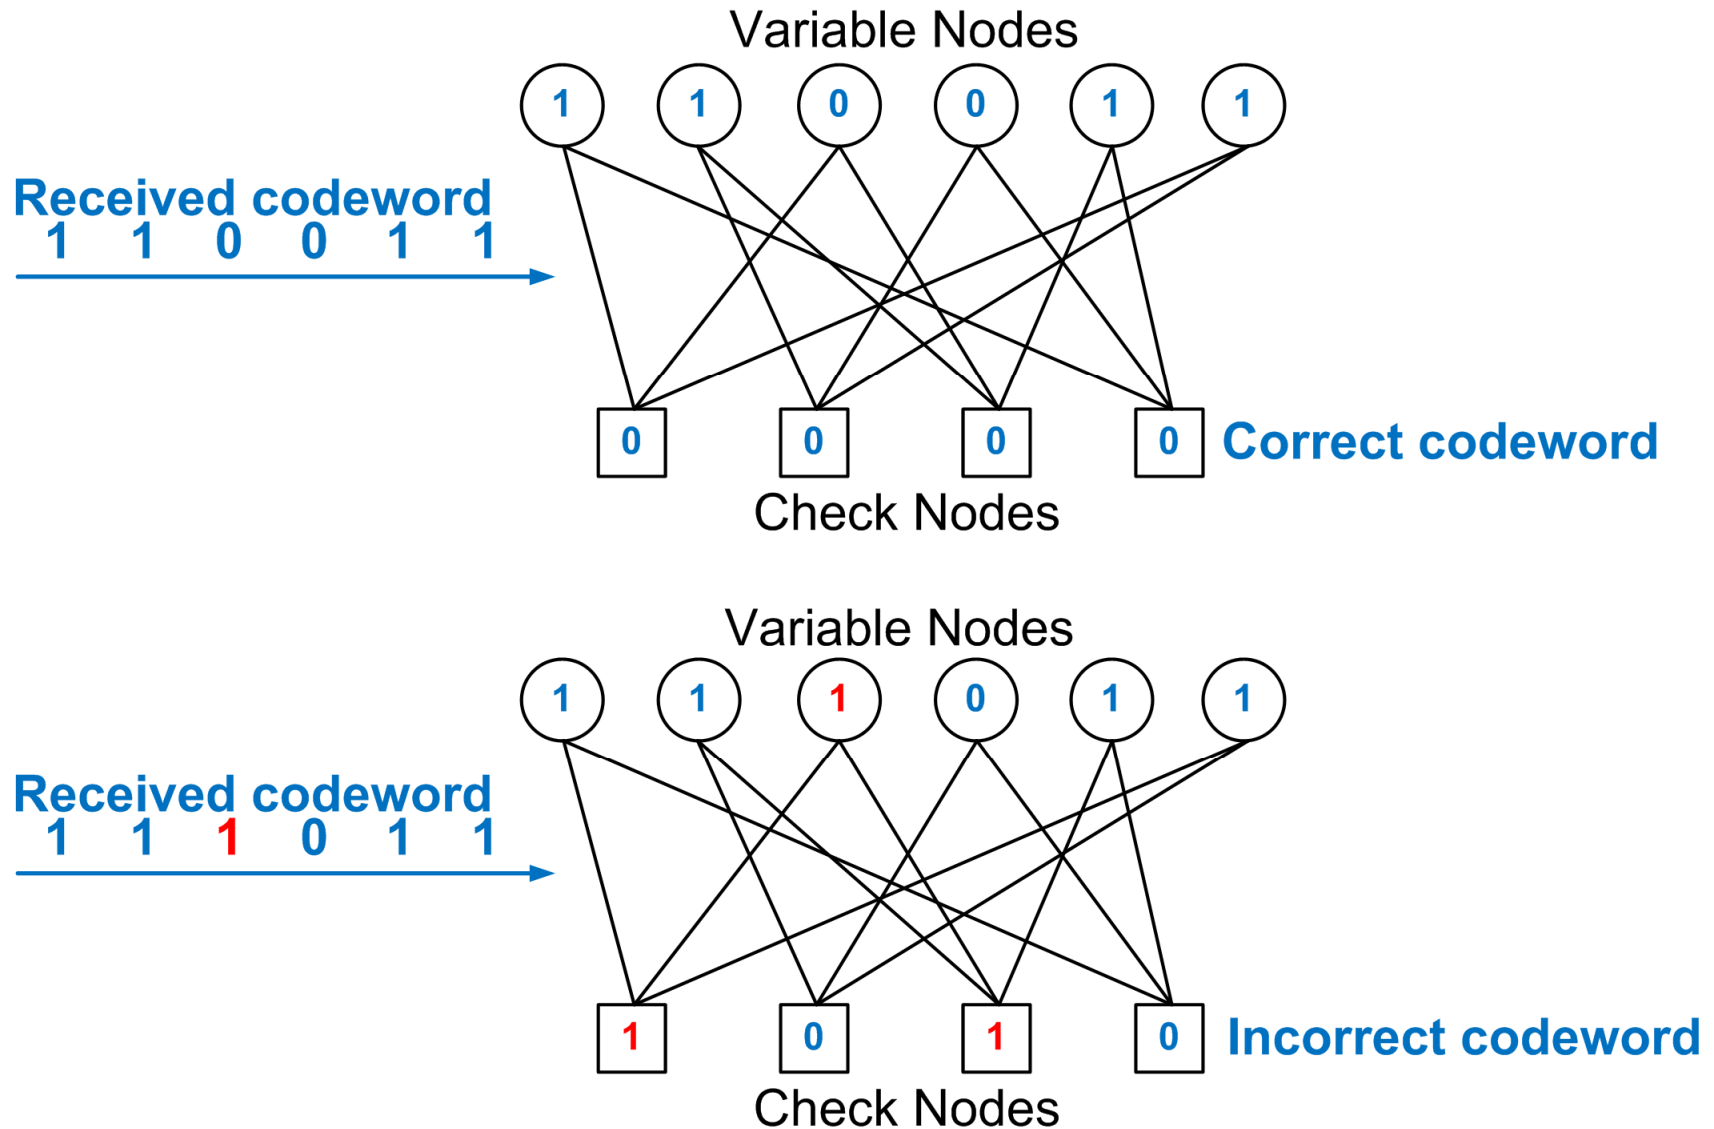 Variable Nodes
1 1 0 0 1 1
Received codeword
1 1 0 0 1 1
0 0 0 0 Correct codeword
Check Nodes
Variable Nodes
1 1 1 0 1 1
Received codeword
1 1 1 0 1 1
1 0 1 0 Incorrect codeword
Check Nodes